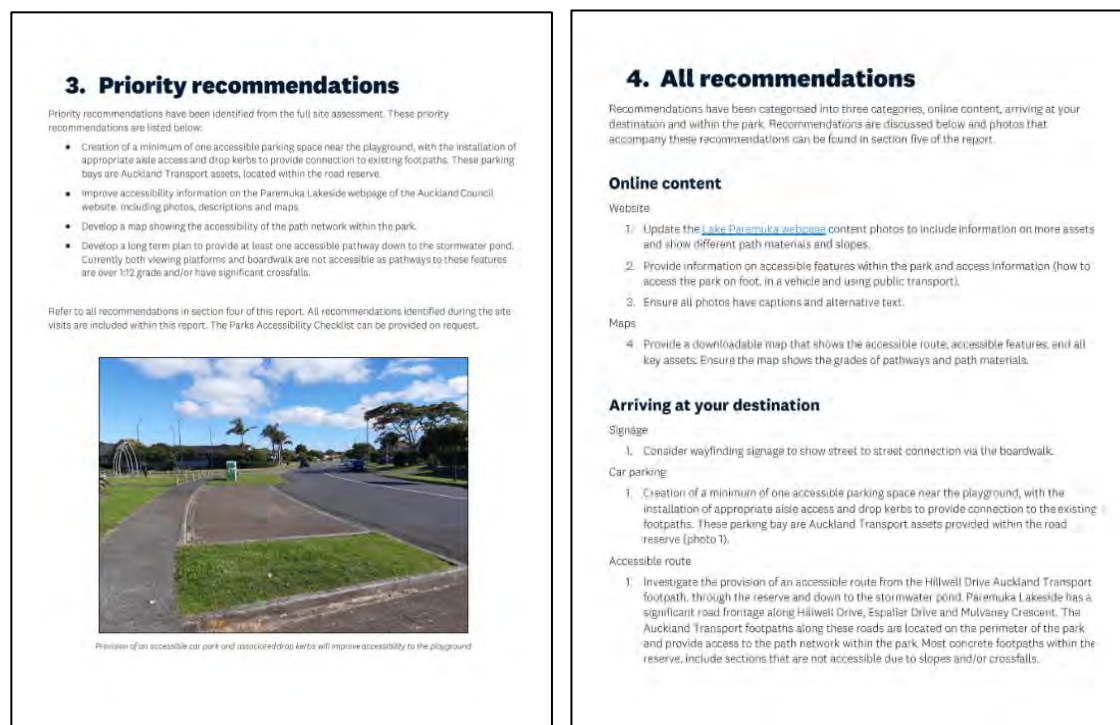 3. Priority recommendations
Priority recommendations have been identified from the full site assessment. These priority
recommendations are listed below:
• Creation of a minimum of one accessible parking space near the playground, with the installation of
appropriate aisle access and drop kerbs to provide connection to existing footpaths. These parking
bays are Auckland Transport assets, located within the road reserve.
• Improve accessibility information on the Paremuka Lakeside webpage of the Auckland Council
website. Including photos, descriptions and maps.
• Develop a map showing the accessibility of the path network within the park.
• Develop a long term plan to provide at least one accessible pathway down to the stormwater pond.
Currently both viewing platforms and boardwalk are not accessible as pathways to these features
are over 1:12 grade and/or have significant crossfalls.
Refer to all recommendations in section four of this report. All recommendations identified during the site
visits are included within this report. The Parks Accessibility Checklist can be provided on request.
Provision of an accessible car park and associated drop kerbs will improve accessibility to the playground
4. All recommendations
Recommendations have been categorised into three categories, online content, arriving at your
destination and within the park. Recommendations are discussed below and photos that
accompany these recommendations can be found in section five of the report.
Online content
Website
1. Update the Lake Paremuka webpage content photos to include information on more assets
and show different path materials and slopes.
2. Provide information on accessible features within the park and access information (how to
access the park on foot, in a vehicle and using public transport).
3. Ensure all photos have captions and alternative text.
Maps
4 Provide a downloadable map that shows the accessible route, accessible features, and all
key assets. Ensure the map shows the grades of pathways and path materials.
Arriving at your destination
Signage
1. Consider wayfinding signage to show street to street connection via the boardwalk.
Car parking
1. Creation of a minimum of one accessible parking space near the playground, with the
installation of appropriate aisle access and drop kerbs to provide connection to the existing
footpaths. These parking bay are Auckland Transport assets provided within the road
reserve (photo 1).
Accessible route
1. Investigate the provision of an accessible route from the Hillwell Drive Auckland Transport
footpath, through the reserve and down to the stormwater pond. Paremuka Lakeside has a
significant road frontage along Hillwell Drive, Espalier Drive and Mulvaney Crescent. The
Auckland Transport footpaths along these roads are located on the perimeter of the park
and provide access to the path network within the park. Most concrete footpaths within the
reserve, include sections that are not accessible due to slopes and/or crossfalls.